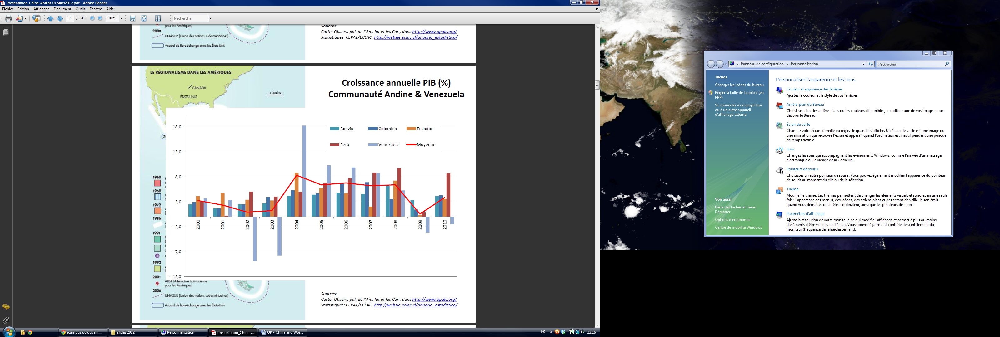 Presentation_Chine-AmLat_01Mars2012.pdf - Adobe Reader
Fichier Edition Affichage Document Outils Fenêtre Aide
7 / 34 100% Rechercher
pour les Amériques)
2008
UNASUR (Union des nations sud-américaines)
Accord de libre-échange avec les États-Unis
Sources:
Carte: Observ. pol. de l'Am. lat et les Car., dans http://www.opalc.org/
Statistiques: CEPAL/ECLAC, http://websie.eclac.cl/anuario_estadistico/
LE RÉGIONALISME DANS LES AMÉRIQUES
CANADA
ÉTATS-UNIS
1 000 km
Croissance annuelle PIB (%)
Communauté Andine & Venezuela
18,0
13,0
8,0
3,0
- 2,0
- 7,0
- 12,0
Bolivia Colombia Ecuador
Perú Venezuela Moyenne
2000 2001 2002 2003 2004 2005 2006 2007 2008 2009 2010
1960
1969
1972
1986
1991
1992
2001
ALBA (Alternative bolivarienne
pour les Amériques)
2008
UNASUR (Union des nations sud-américaines)
Accord de libre-échange avec les États-Unis
Sources:
Carte: Observ. pol. de l'Am. lat et les Car., dans http://www.opalc.org/
Statistiques: CEPAL/ECLAC, http://websie.eclac.cl/anuario_estadistico/
icampus.uclouvain.... slides 2012 Personnalisation Presentation_Chine-... OK - China and Wor... FR < 13:16
Panneau de configuration Personnalisation Rechercher
Tâches
Changer les icônes du bureau
Régler la taille de la police (en
PPP)
Se connecter à un projecteur
ou à un autre appareil
d'affichage externe
Voir aussi
Barre des tâches et menu
Démarrer
Options d'ergonomie
Centre de mobilité Windows
Personnaliser l'apparence et les sons
Couleur et apparence des fenêtres
Ajustez la couleur et le style de vos fenêtres.
Arrière-plan du Bureau
Choisissez dans les arrière-plans ou les couleurs disponibles, ou utilisez une de vos images pour
décorer le Bureau.
Écran de veille
Changez votre écran de veille ou réglez-le quand il s'affiche. Un écran de veille est une image ou
une animation qui recouvre l'écran et apparaît quand l'ordinateur est inactif pendant une période
de temps définie.
Sons
Changez les sons qui accompagnent les événements Windows, comme l'arrivée d'un message
électronique ou le vidage de la Corbeille.
Pointeurs de souris
Choisissez un autre pointeur de souris. Vous pouvez également modifier l'apparence du pointeur
de souris au moment du clic ou de la sélection.
Thème
Modifier le thème. Les thèmes permettent de changer les éléments visuels et sonores en une seule
fois : l'apparence des menus, des icônes, des arrière-plans et des écrans de veille, le son émis
quand vous démarrez ou arrêtez l'ordinateur, ainsi que les pointeurs de souris.
Paramètres d'affichage
Ajuste la résolution de votre moniteur, ce qui modifie l'affichage et permet à plus ou moins
d'éléments d'être visibles sur l'écran. Vous pouvez également contrôler le scintillement du
moniteur (fréquence de rafraîchissement).